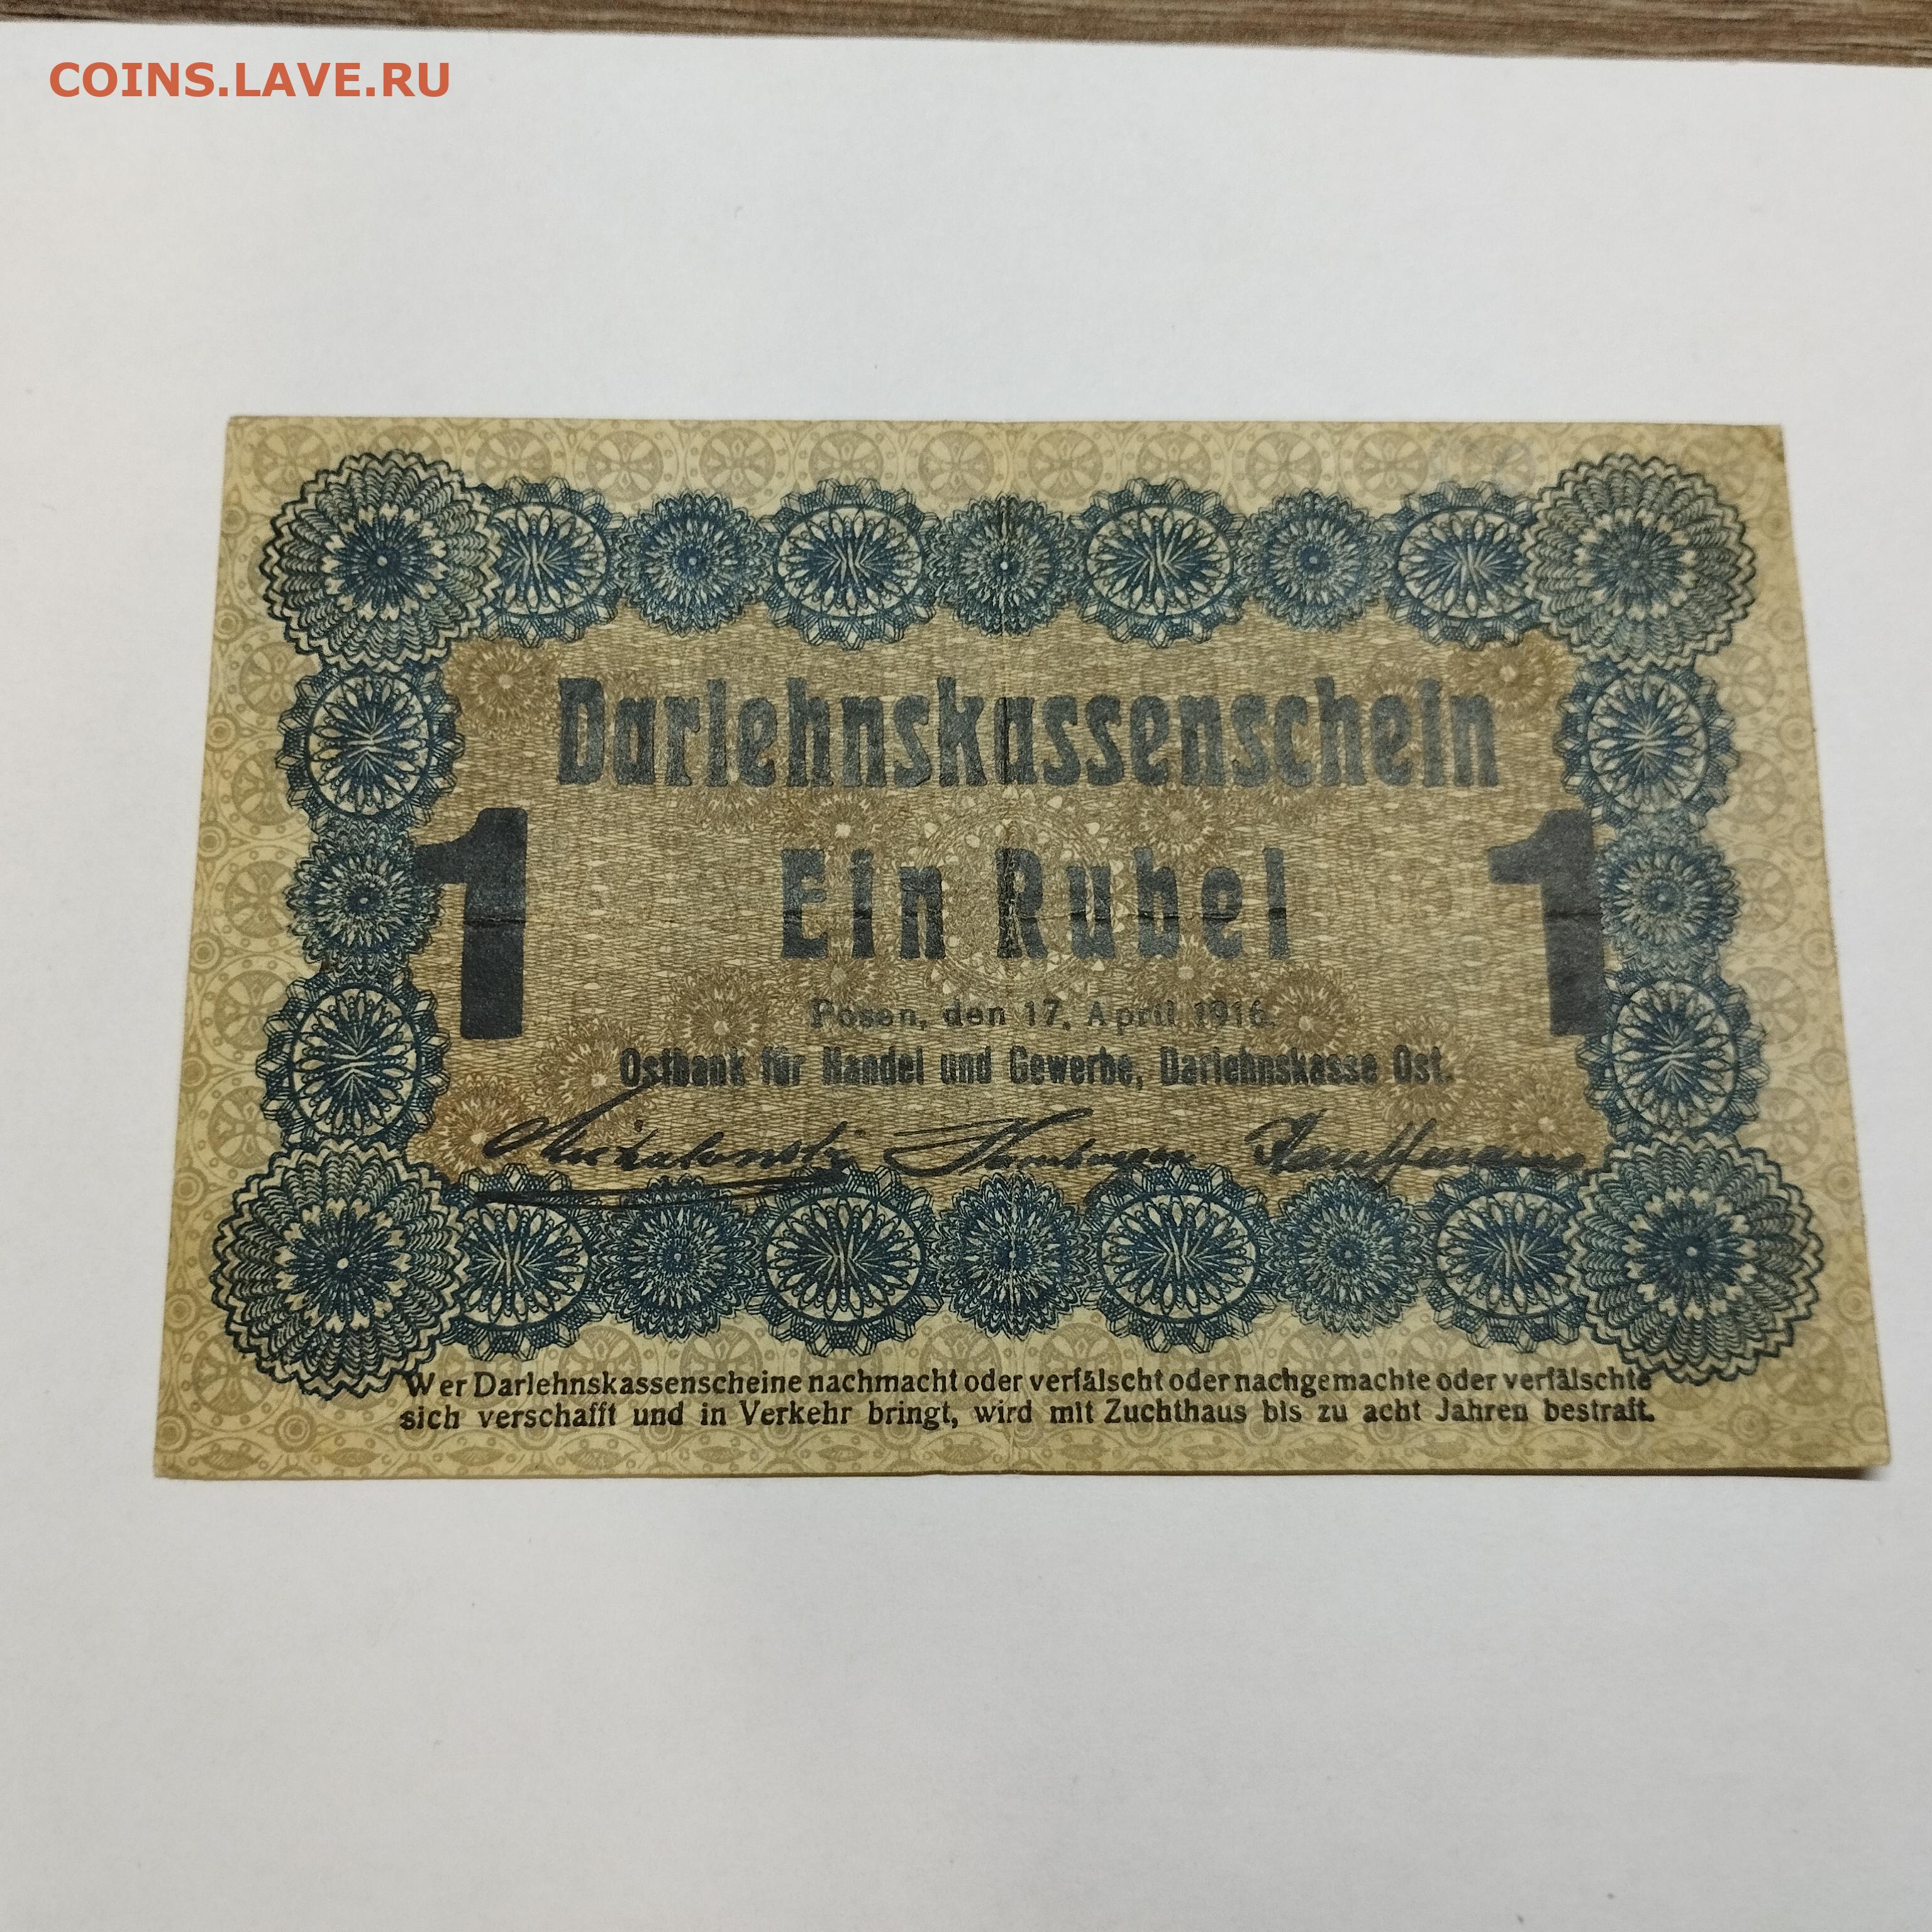 COINS.LAVE.RU
Darlehnskassenschein
1 1
Ein Rubel
Posen, den 17. April 1916.
Ostbank für Handel und Gewerbe, Darlehnskasse Ost.
Wer Darlehnskassenscheine nachmacht oder verfälscht oder nachgemachte oder verfälschte
sich verschafft und in Verkehr bringt, wird mit Zuchthaus bis zu acht Jahren bestraft.